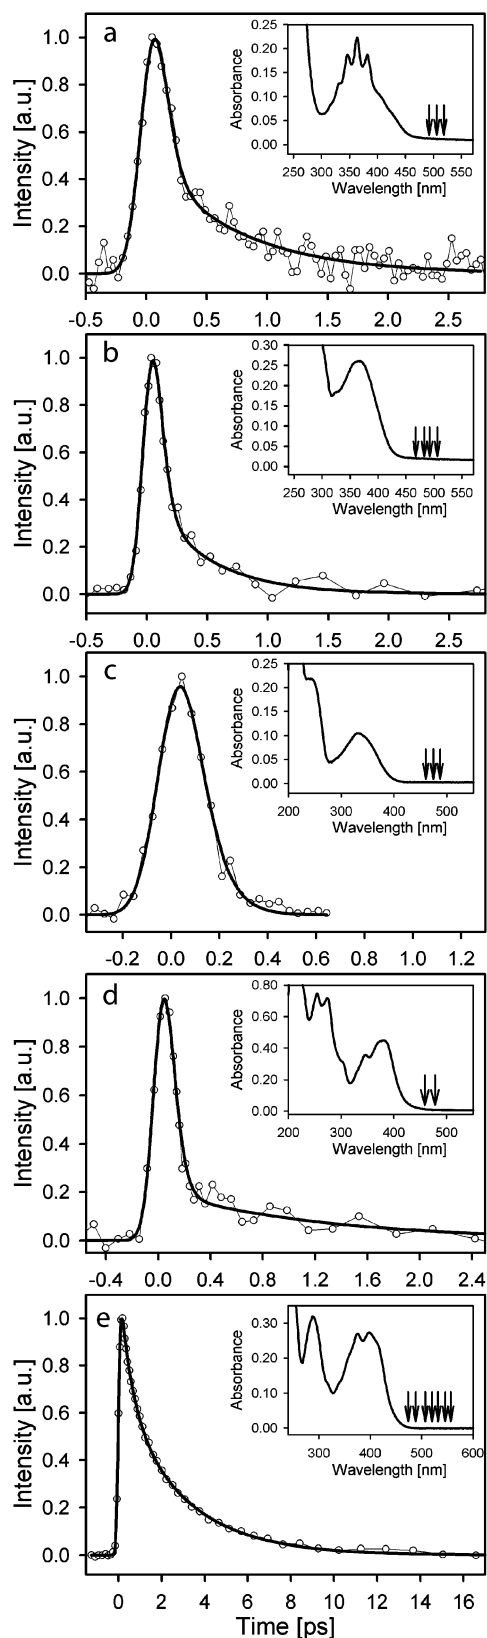 a
Intensity [a.u.]
1.0
0.8
0.6
0.4
0.2
0.0
-0.5 0.0 0.5 1.0 1.5 2.0 2.5
Absorbance
0.25
0.20
0.15
0.10
0.05
0.00
250 300 350 400 450 500 550
Wavelength [nm]
b
Intensity [a.u.]
1.0
0.8
0.6
0.4
0.2
0.0
-0.5 0.0 0.5 1.0 1.5 2.0 2.5
Absorbance
0.30
0.25
0.20
0.15
0.10
0.05
0.00
250 300 350 400 450 500 550
Wavelength [nm]
c
Intensity [a.u.]
1.0
0.8
0.6
0.4
0.2
0.0
-0.2 0.0 0.2 0.4 0.6 0.8 1.0 1.2
Absorbance
0.25
0.20
0.15
0.10
0.05
0.00
200 300 400 500
Wavelength [nm]
d
Intensity [a.u.]
1.0
0.8
0.6
0.4
0.2
0.0
-0.4 0.0 0.4 0.8 1.2 1.6 2.0 2.4
Absorbance
0.80
0.60
0.40
0.20
0.00
200 300 400 500
Wavelength [nm]
e
Intensity [a.u.]
1.0
0.8
0.6
0.4
0.2
0.0
0 2 4 6 8 10 12 14 16
Time [ps]
Absorbance
0.30
0.20
0.10
0.00
300 400 500 600
Wavelength [nm]